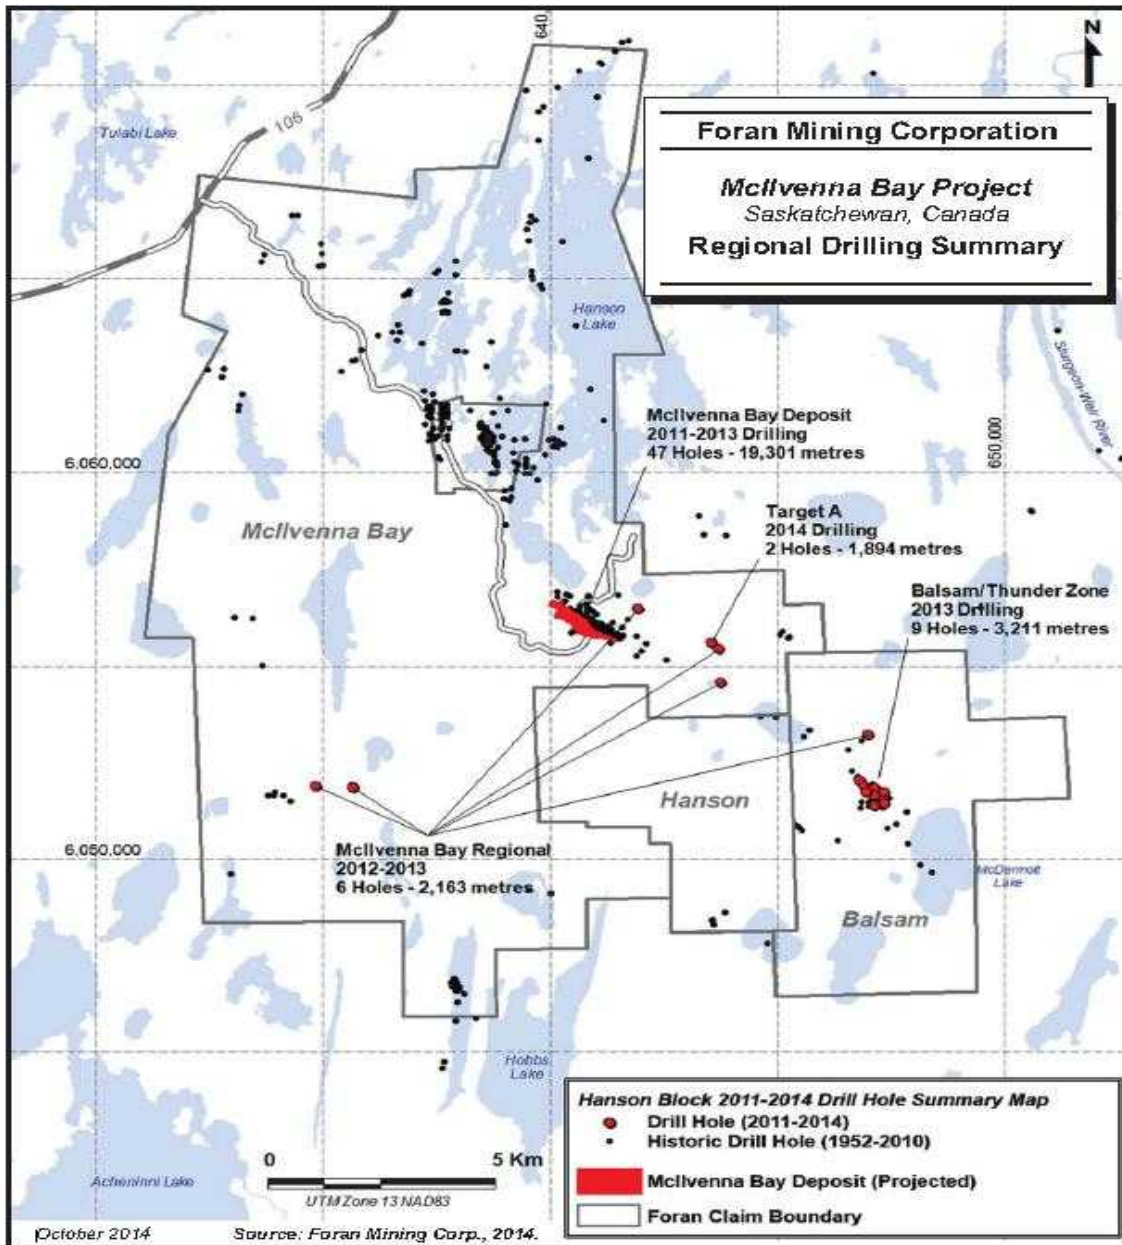 640
N
106
Tulabi Lake
Foran Mining Corporation
McIlvenna Bay Project
Saskatchewan, Canada
Regional Drilling Summary
Hanson
Lake
Sturgeon-Weir River
McIlvenna Bay Deposit
2011-2013 Drilling
47 Holes - 19,301 metres
650,000
6,060,000
McIlvenna Bay
Target A
2014 Drilling
2 Holes - 1,894 metres
Balsam/Thunder Zone
2013 Drilling
9 Holes - 3,211 metres
Hanson
McIlvenna Bay Regional
2012-2013
6 Holes - 2,163 metres
6,050,000
McDermott
Lake
Balsam
Hobbs
Lake
Hanson Block 2011-2014 Drill Hole Summary Map
Drill Hole (2011-2014)
Historic Drill Hole (1952-2010)
McIlvenna Bay Deposit (Projected)
Foran Claim Boundary
0 5 Km
UTM Zone 13 NAD83
Acheninni Lake
October 2014 Source: Foran Mining Corp., 2014.